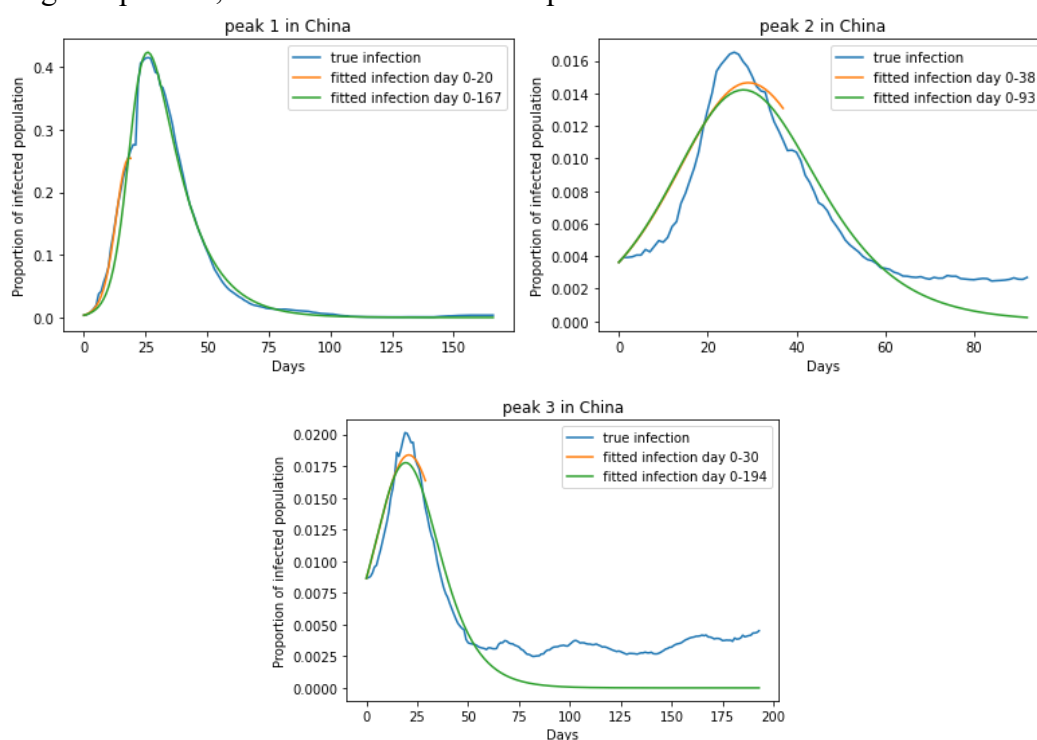 peak 1 in China
true infection
fitted infection day 0-20
fitted infection day 0-167
Proportion of infected population
0.4
0.3
0.2
0.1
0.0
0 25 50 75 100 125 150
Days
peak 2 in China
true infection
fitted infection day 0-38
fitted infection day 0-93
Proportion of infected population
0.016
0.014
0.012
0.010
0.008
0.006
0.004
0.002
0.000
0 20 40 60 80
Days
peak 3 in China
true infection
fitted infection day 0-30
fitted infection day 0-194
Proportion of infected population
0.0200
0.0175
0.0150
0.0125
0.0100
0.0075
0.0050
0.0025
0.0000
0 25 50 75 100 125 150 175 200
Days